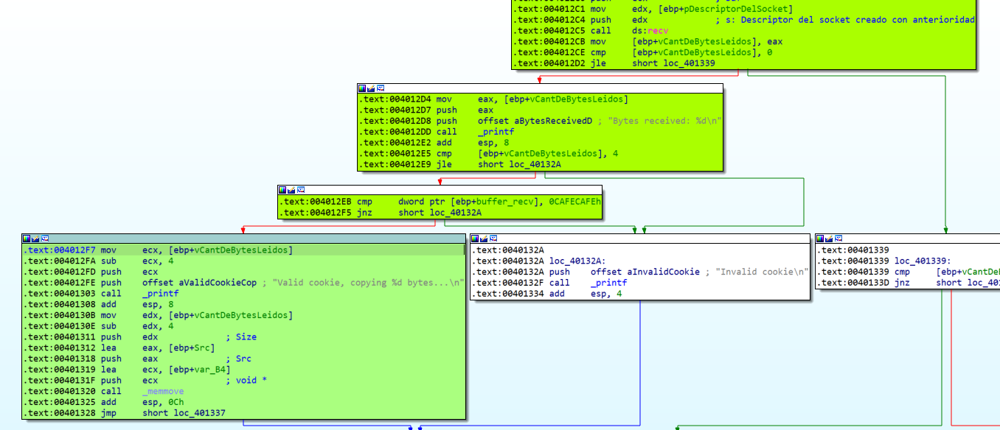 .text:004012C1 mov     edx, [ebp+pDescriptorDelSocket]
.text:004012C4 push    edx             ; s: Descriptor del socket creado con anterioridad
.text:004012C5 call    ds:recv
.text:004012CB mov     [ebp+vCantDeBytesLeidos], eax
.text:004012CE cmp     [ebp+vCantDeBytesLeidos], 0
.text:004012D2 jle     short loc_401339
.text:004012D4 mov     eax, [ebp+vCantDeBytesLeidos]
.text:004012D7 push    eax
.text:004012D8 push    offset aBytesReceivedD ; "Bytes received: %d\n"
.text:004012DD call    _printf
.text:004012E2 add     esp, 8
.text:004012E5 cmp     [ebp+vCantDeBytesLeidos], 4
.text:004012E9 jle     short loc_40132A
.text:004012EB cmp     dword ptr [ebp+buffer_recv], 0CAFECAFEh
.text:004012F5 jnz     short loc_40132A
.text:004012F7 mov     ecx, [ebp+vCantDeBytesLeidos]
.text:004012FA sub     ecx, 4
.text:004012FD push    ecx
.text:004012FE push    offset aValidCookieCop ; "Valid cookie, copying %d bytes...\n"
.text:00401303 call    _printf
.text:00401308 add     esp, 8
.text:0040130B mov     edx, [ebp+vCantDeBytesLeidos]
.text:0040130E sub     edx, 4
.text:00401311 push    edx             ; Size
.text:00401312 lea     eax, [ebp+Src]
.text:00401318 push    eax             ; Src
.text:00401319 lea     ecx, [ebp+var_B4]
.text:0040131F push    ecx             ; void *
.text:00401320 call    _memmove
.text:00401325 add     esp, 0Ch
.text:00401328 jmp     short loc_401337
.text:0040132A
.text:0040132A loc_40132A:
.text:0040132A push    offset aInvalidCookie ; "Invalid cookie\n"
.text:0040132F call    _printf
.text:00401334 add     esp, 4
.text:00401339
.text:00401339 loc_401339:
.text:00401339 cmp     [ebp+vCantDe
.text:0040133D jnz     short loc_40